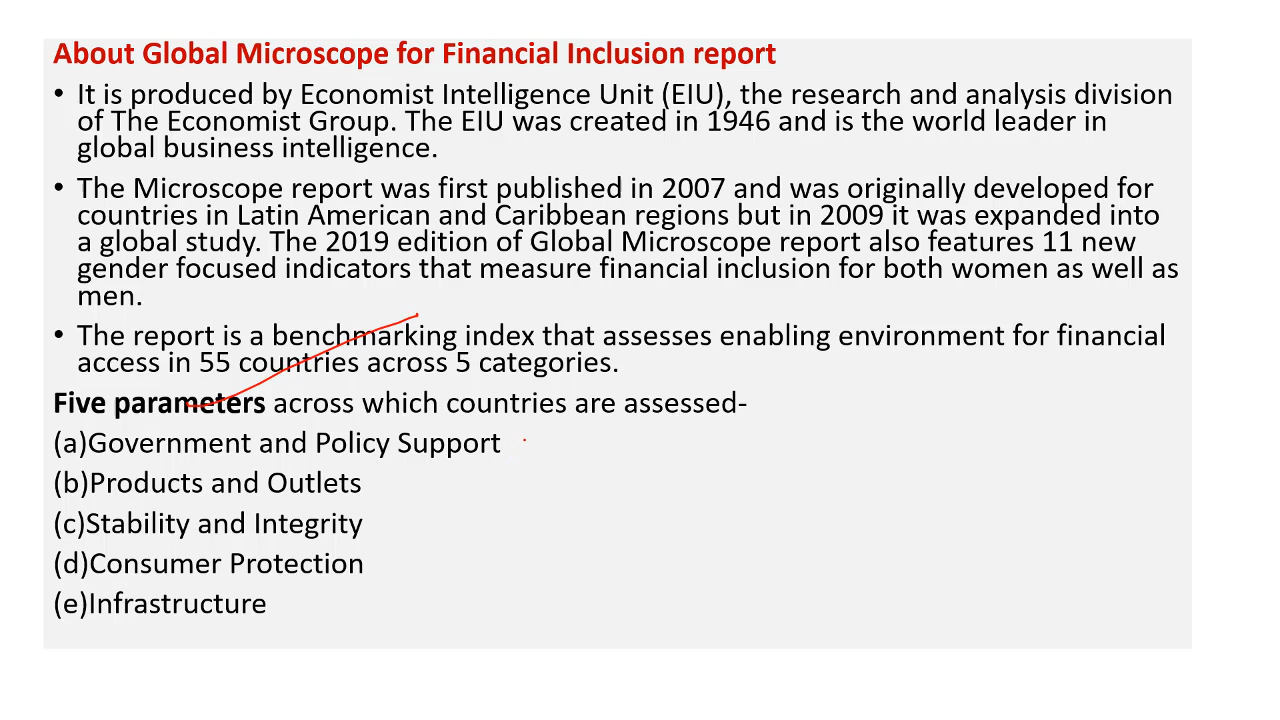 About Global Microscope for Financial Inclusion report
• It is produced by Economist Intelligence Unit (EIU), the research and analysis division
of The Economist Group. The EIU was created in 1946 and is the world leader in
global business intelligence.
• The Microscope report was first published in 2007 and was originally developed for
countries in Latin American and Caribbean regions but in 2009 it was expanded into
a global study. The 2019 edition of Global Microscope report also features 11 new
gender focused indicators that measure financial inclusion for both women as well as
men.
• The report is a benchmarking index that assesses enabling environment for financial
access in 55 countries across 5 categories.
Five parameters across which countries are assessed-
(a)Government and Policy Support
(b)Products and Outlets
(c)Stability and Integrity
(d)Consumer Protection
(e)Infrastructure